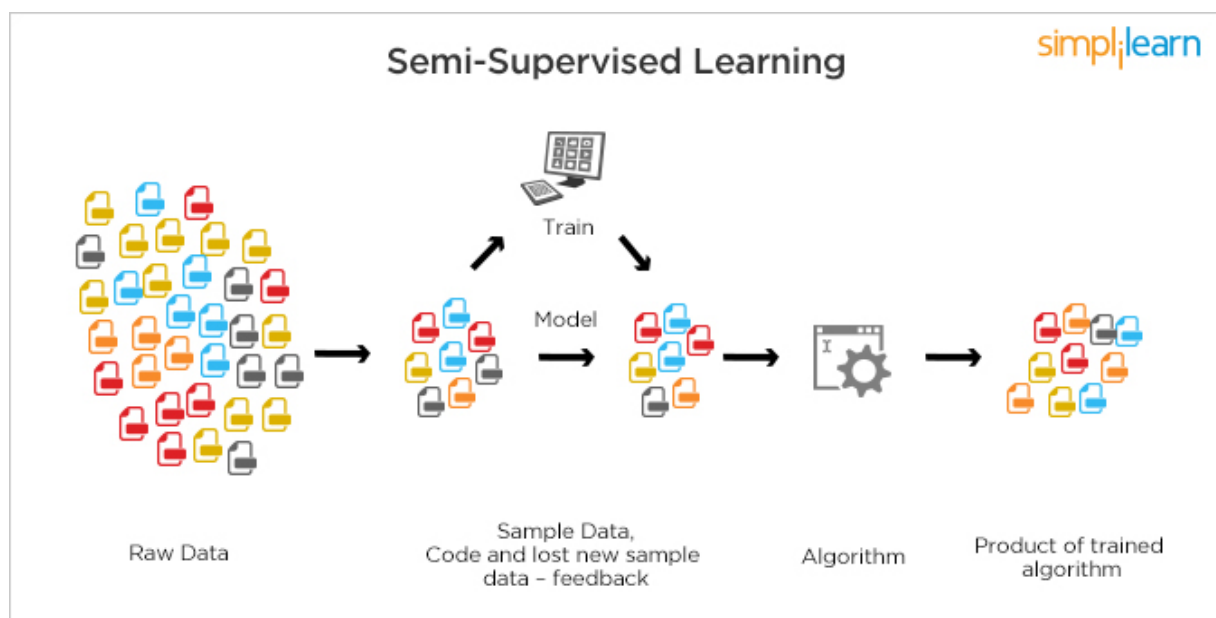 simplilearn
Semi-Supervised Learning
Train
Model
Raw Data
Sample Data,
Code and lost new sample
data – feedback
Algorithm
Product of trained
algorithm